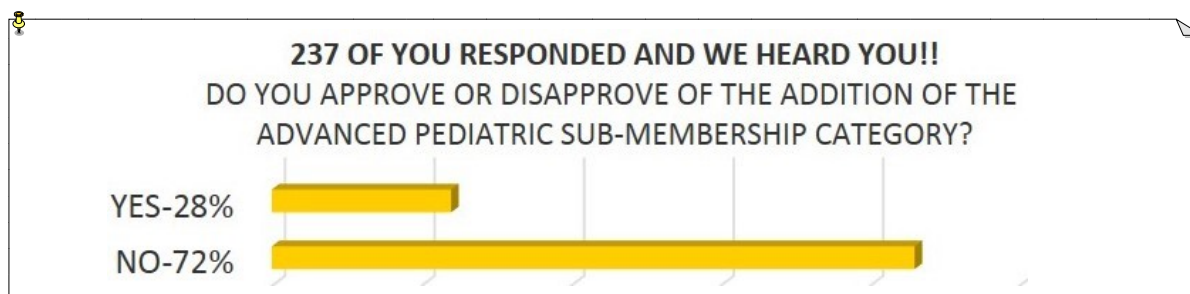 237 OF YOU RESPONDED AND WE HEARD YOU!!
DO YOU APPROVE OR DISAPPROVE OF THE ADDITION OF THE
ADVANCED PEDIATRIC SUB-MEMBERSHIP CATEGORY?
YES-28%
NO-72%